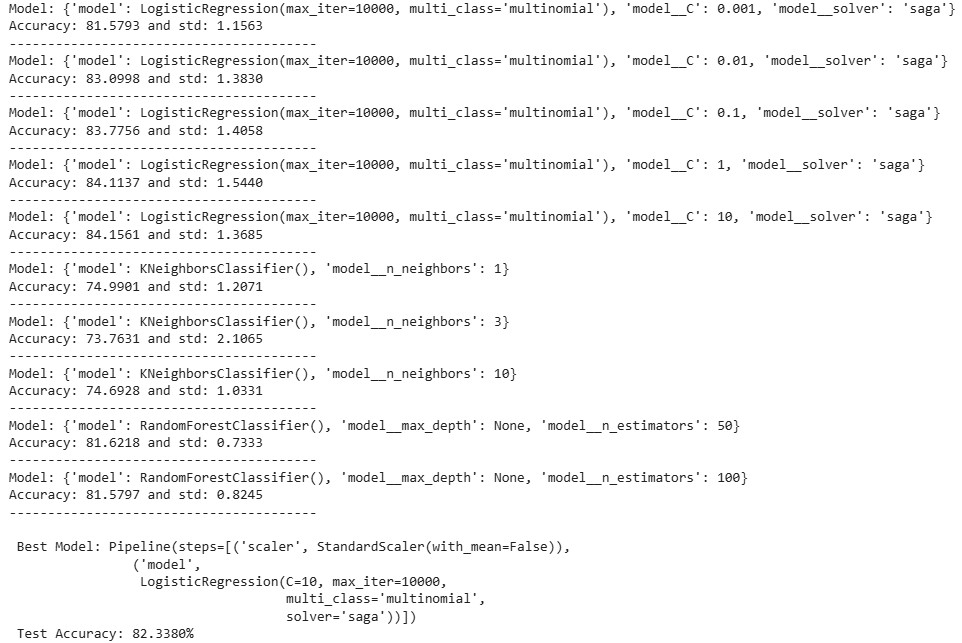 Model: {'model': LogisticRegression(max_iter=10000, multi_class='multinomial'), 'model__C': 0.001, 'model__solver': 'saga'}
Accuracy: 81.5793 and std: 1.1563
----------------------------------------
Model: {'model': LogisticRegression(max_iter=10000, multi_class='multinomial'), 'model__C': 0.01, 'model__solver': 'saga'}
Accuracy: 83.0998 and std: 1.3830
----------------------------------------
Model: {'model': LogisticRegression(max_iter=10000, multi_class='multinomial'), 'model__C': 0.1, 'model__solver': 'saga'}
Accuracy: 83.7756 and std: 1.4058
----------------------------------------
Model: {'model': LogisticRegression(max_iter=10000, multi_class='multinomial'), 'model__C': 1, 'model__solver': 'saga'}
Accuracy: 84.1137 and std: 1.5440
----------------------------------------
Model: {'model': LogisticRegression(max_iter=10000, multi_class='multinomial'), 'model__C': 10, 'model__solver': 'saga'}
Accuracy: 84.1561 and std: 1.3685
----------------------------------------
Model: {'model': KNeighborsClassifier(), 'model__n_neighbors': 1}
Accuracy: 74.9901 and std: 1.2071
----------------------------------------
Model: {'model': KNeighborsClassifier(), 'model__n_neighbors': 3}
Accuracy: 73.7631 and std: 2.1065
----------------------------------------
Model: {'model': KNeighborsClassifier(), 'model__n_neighbors': 10}
Accuracy: 74.6928 and std: 1.0331
----------------------------------------
Model: {'model': RandomForestClassifier(), 'model__max_depth': None, 'model__n_estimators': 50}
Accuracy: 81.6218 and std: 0.7333
----------------------------------------
Model: {'model': RandomForestClassifier(), 'model__max_depth': None, 'model__n_estimators': 100}
Accuracy: 81.5797 and std: 0.8245
----------------------------------------
Best Model: Pipeline(steps=[('scaler', StandardScaler(with_mean=False)),
('model',
LogisticRegression(C=10, max_iter=10000,
multi_class='multinomial',
solver='saga'))])
Test Accuracy: 82.3380%